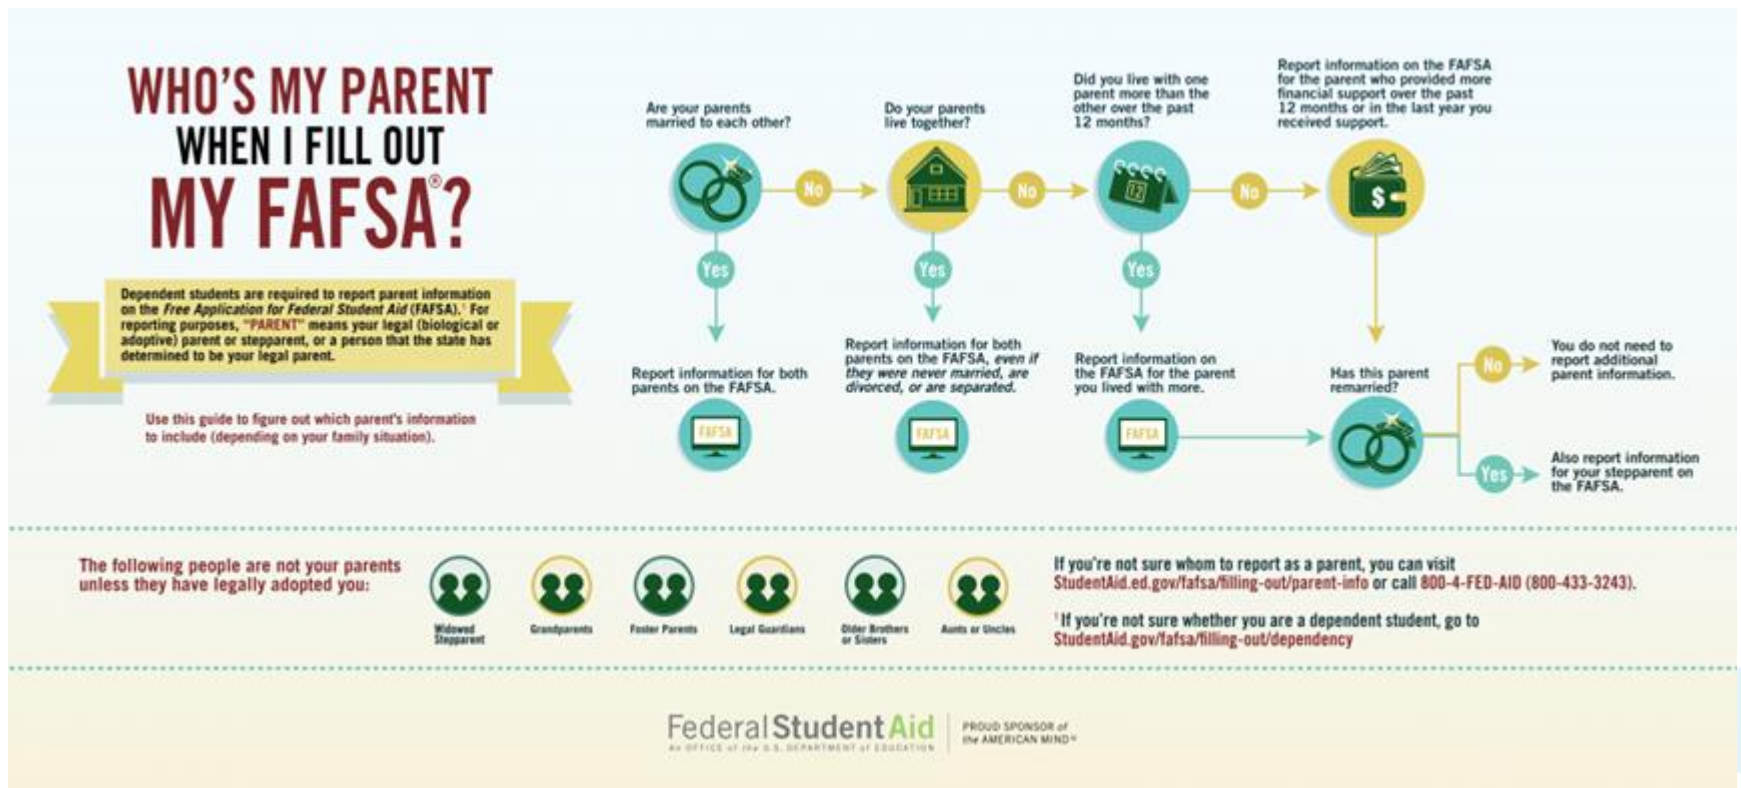 WHO'S MY PARENT
WHEN I FILL OUT
MY FAFSA®?
Dependent students are required to report parent information
on the Free Application for Federal Student Aid (FAFSA).¹ For
reporting purposes, "PARENT" means your legal (biological or
adoptive) parent or stepparent, or a person that the state has
determined to be your legal parent.
Use this guide to figure out which parent's information
to include (depending on your family situation).
Are your parents
married to each other?
No
Do your parents
live together?
No
Did you live with one
parent more than the
other over the past
12 months?
12
No
Report information on the FAFSA
for the parent who provided more
financial support over the past
12 months or in the last year you
received support.
$
Yes
Yes
Yes
Report information for both
parents on the FAFSA.
FAFSA
Report information for both
parents on the FAFSA, even if
they were never married, are
divorced, or are separated.
FAFSA
Report information on
the FAFSA for the parent
you lived with more.
FAFSA
Has this parent
remarried?
No
You do not need to
report additional
parent information.
Yes
Also report information
for your stepparent on
the FAFSA.
The following people are not your parents
unless they have legally adopted you:
Widowed
Stepparent
Grandparents
Foster Parents
Legal Guardians
Older Brothers
or Sisters
Aunts or Uncles
If you're not sure whom to report as a parent, you can visit
StudentAid.ed.gov/fafsa/filling-out/parent-info or call 800-4-FED-AID (800-433-3243).
¹ If you're not sure whether you are a dependent student, go to
StudentAid.gov/fafsa/filling-out/dependency
Federal Student Aid
An OFFICE of the U.S. DEPARTMENT of EDUCATION
PROUD SPONSOR of
the AMERICAN MIND℠